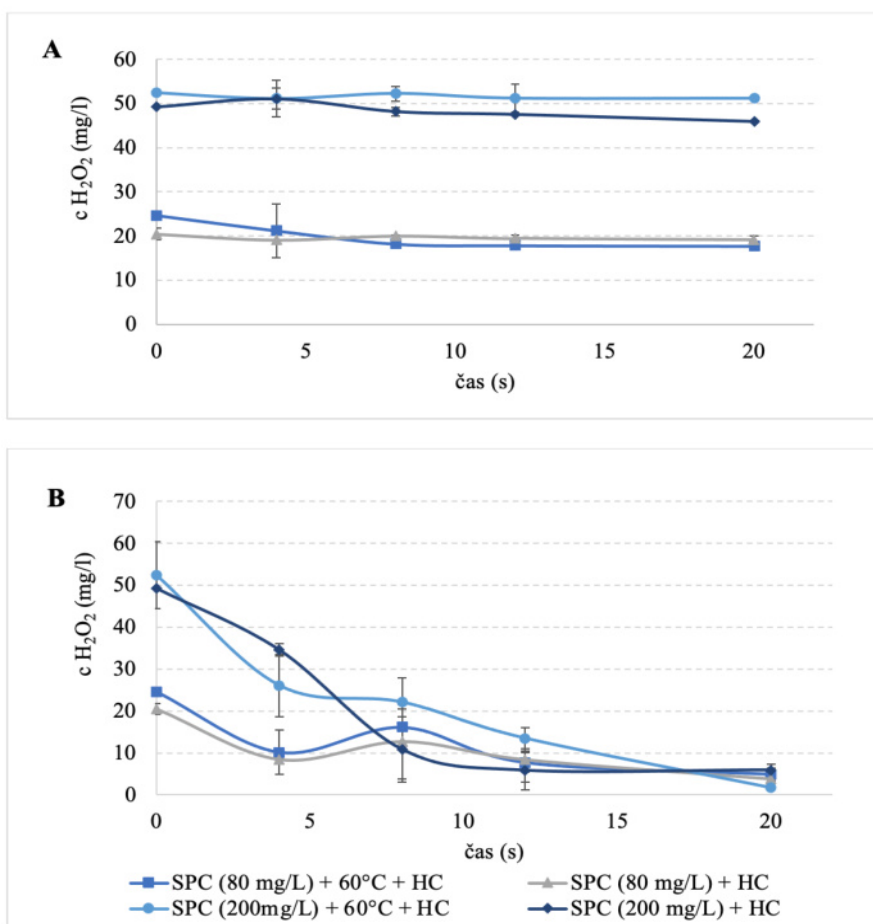 A
60
50
40
30
20
10
0
c H₂O₂ (mg/l)
0 5 10 15 20
čas (s)
B
70
60
50
40
30
20
10
0
c H₂O₂ (mg/l)
0 5 10 15 20
čas (s)
SPC (80 mg/L) + 60°C + HC SPC (80 mg/L) + HC
SPC (200mg/L) + 60°C + HC SPC (200 mg/L) + HC